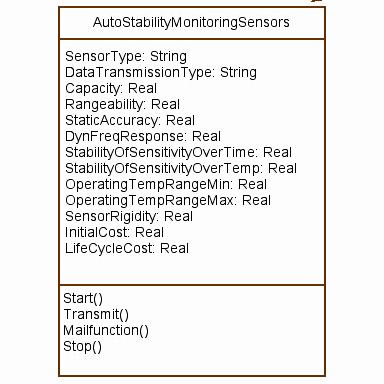 AutoStabilityMonitoringSensors
SensorType: String
DataTransmissionType: String
Capacity: Real
Rangeability: Real
StaticAccuracy: Real
DynFreqResponse: Real
StabilityOfSensitivityOverTime: Real
StabilityOfSensitivityOverTemp: Real
OperatingTempRangeMin: Real
OperatingTempRangeMax: Real
SensorRigidity: Real
InitialCost: Real
LifeCycleCost: Real
Start()
Transmit()
Mailfunction()
Stop()